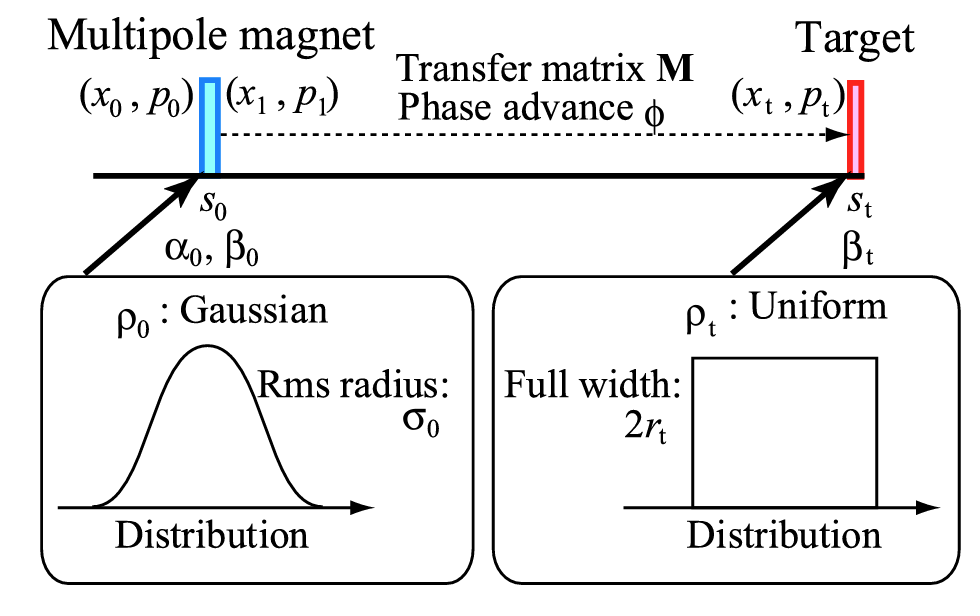 Multipole magnet
Target
(x₀ , p₀) (x₁ , p₁)
Transfer matrix M
Phase advance ϕ
(xₜ , pₜ)
s₀
α₀, β₀
sₜ
βₜ
ρ₀ : Gaussian
Rms radius:
σ₀
Distribution
ρₜ : Uniform
Full width:
2rₜ
Distribution